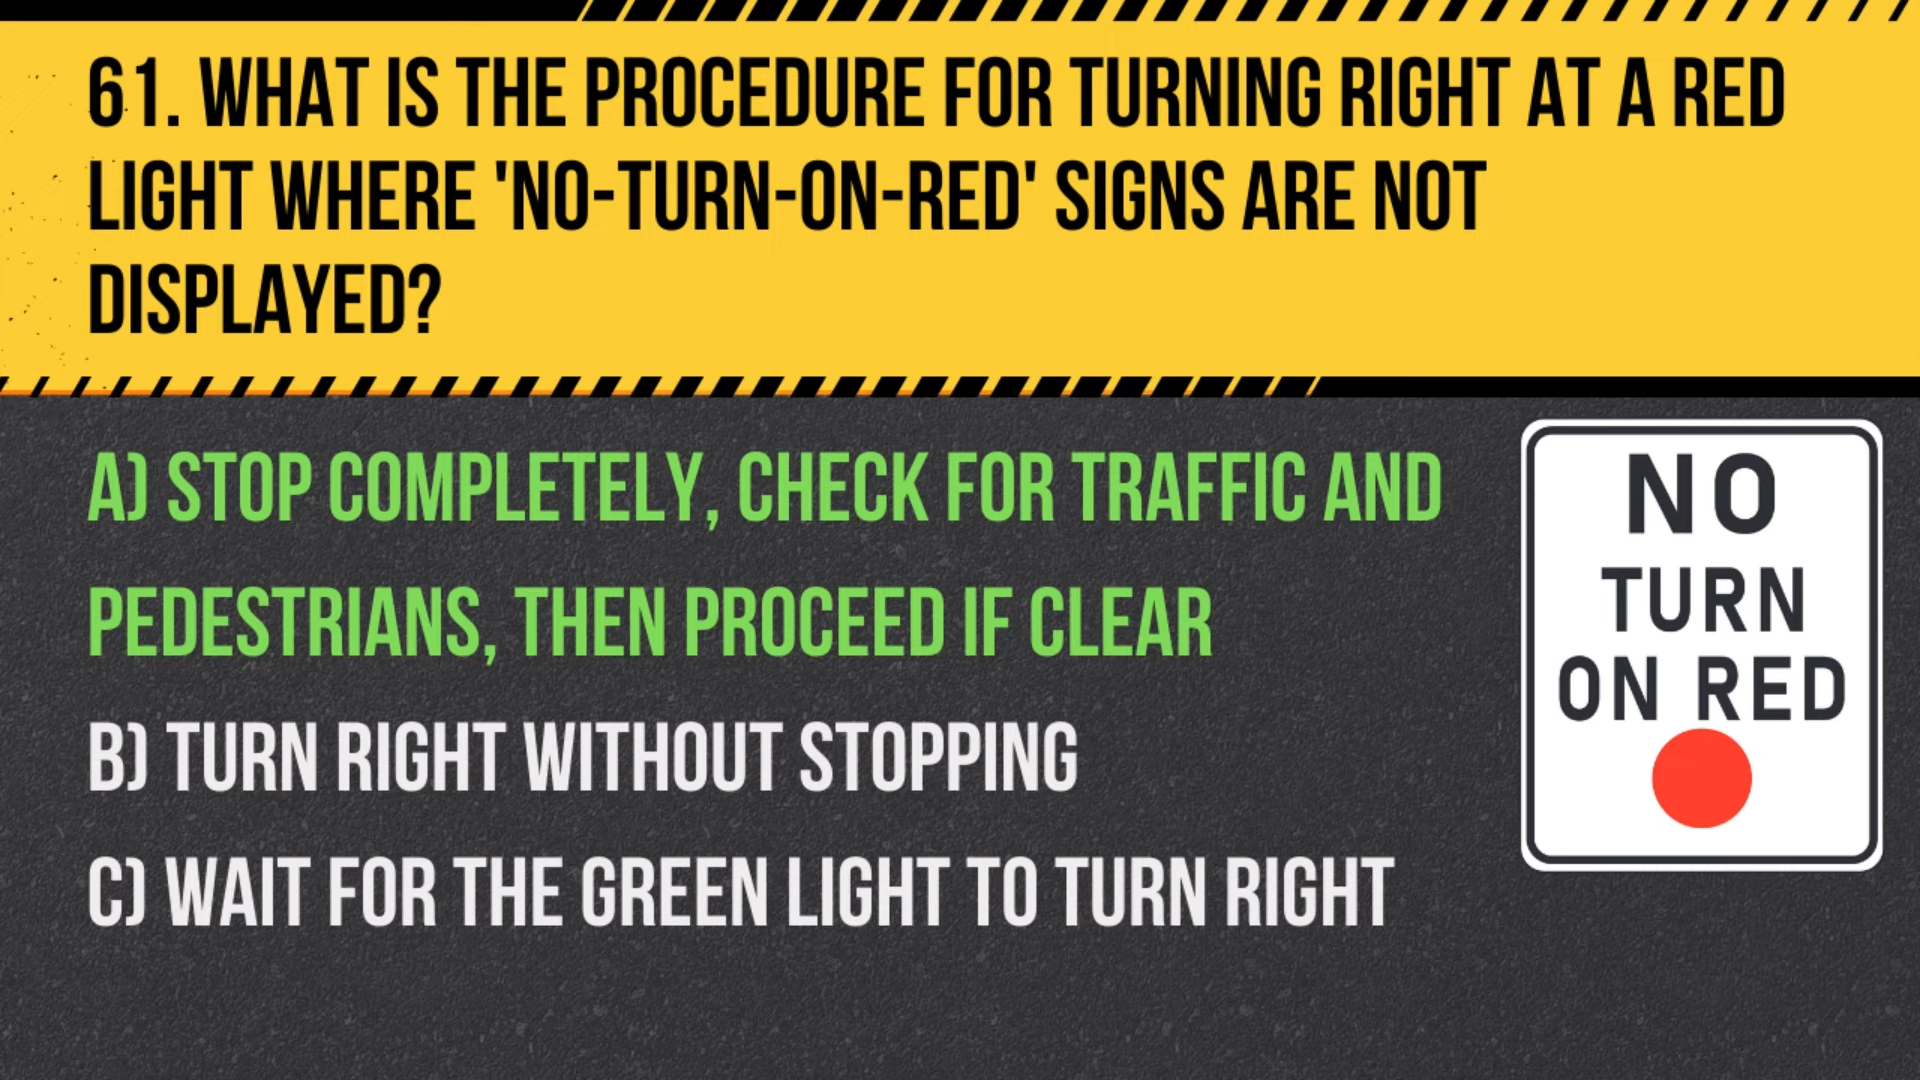 61. WHAT IS THE PROCEDURE FOR TURNING RIGHT AT A RED
LIGHT WHERE 'NO-TURN-ON-RED' SIGNS ARE NOT
DISPLAYED?
A) STOP COMPLETELY, CHECK FOR TRAFFIC AND
PEDESTRIANS, THEN PROCEED IF CLEAR
B) TURN RIGHT WITHOUT STOPPING
C) WAIT FOR THE GREEN LIGHT TO TURN RIGHT
NO
TURN
ON RED